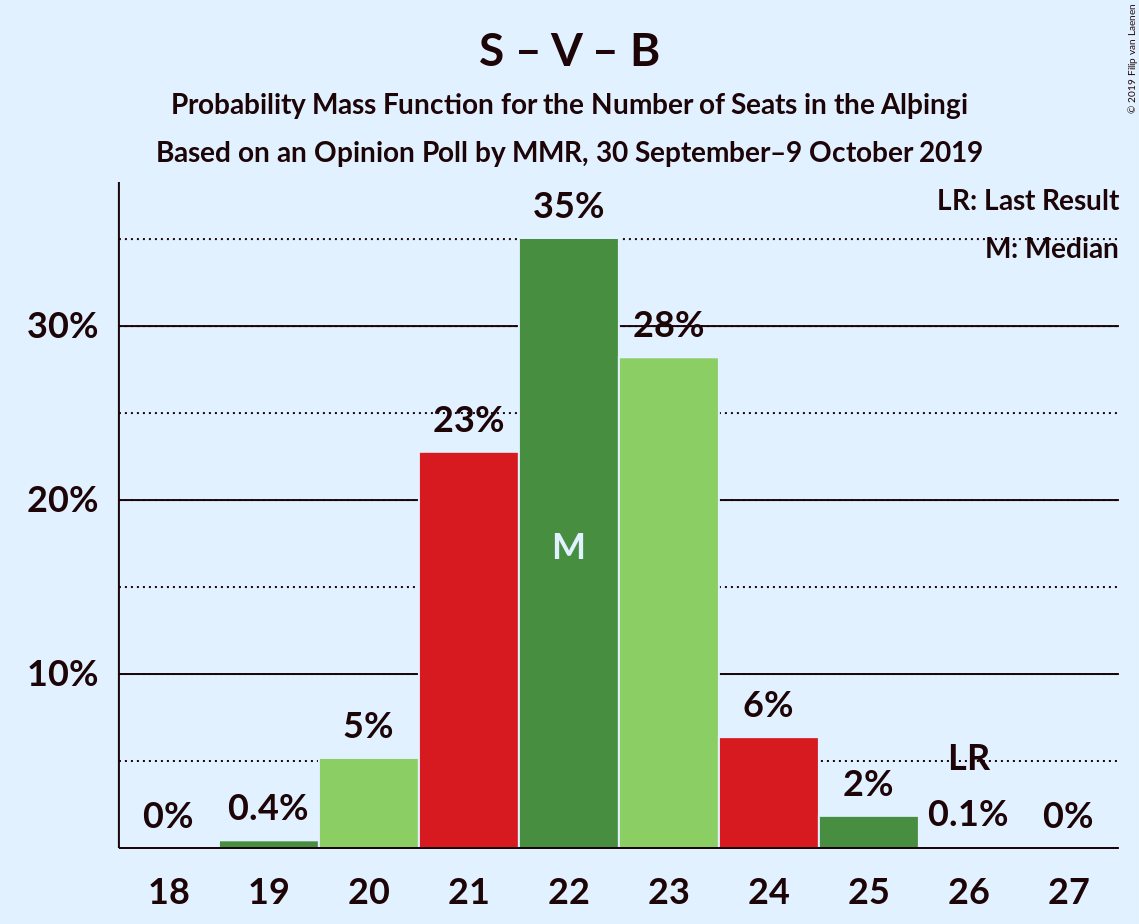 S – V – B
Probability Mass Function for the Number of Seats in the Alþingi
Based on an Opinion Poll by MMR, 30 September–9 October 2019
© 2019 Filip van Laenen
LR: Last Result
M: Median
30%
20%
10%
0%
0.4%
5%
23%
35%
M
28%
6%
2%
LR
0.1%
0%
18 19 20 21 22 23 24 25 26 27